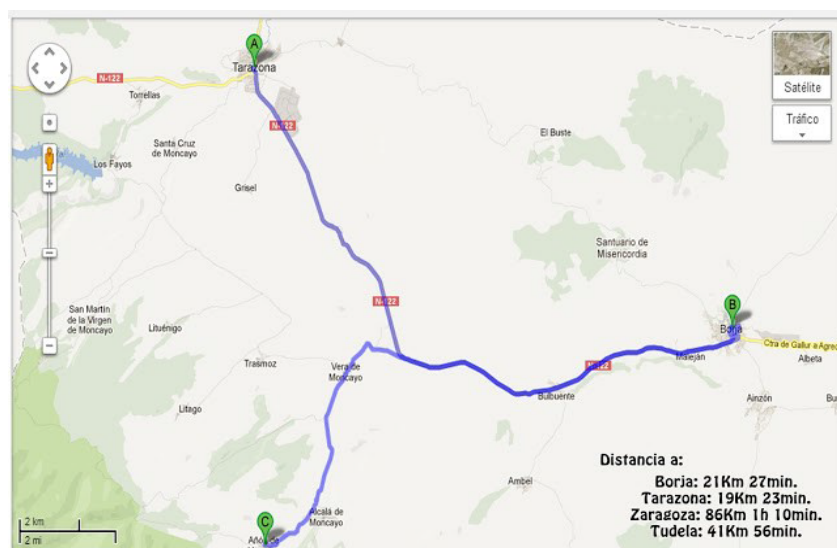 A
Tarazona
N-122
Torrellas
Satélite
Tráfico
N-122
El Buste
Santa Cruz
de Moncayo
Los Fayos
Grisel
Santuario de
Misericordia
N-122
B
Borja
San Martín
de la Virgen
de Moncayo
Lituénigo
Ctra de Gallur a Agred
Maleján
Albeta
Trasmoz
Vera de
Moncayo
N-122
Bulbuente
Litago
Ainzón
Bu
Ambel
Distancia a:
Borja: 21Km 27min.
Tarazona: 19Km 23min.
Zaragoza: 86Km 1h 10min.
Tudela: 41Km 56min.
C
Alcalá de
Moncayo
2 km
2 mi